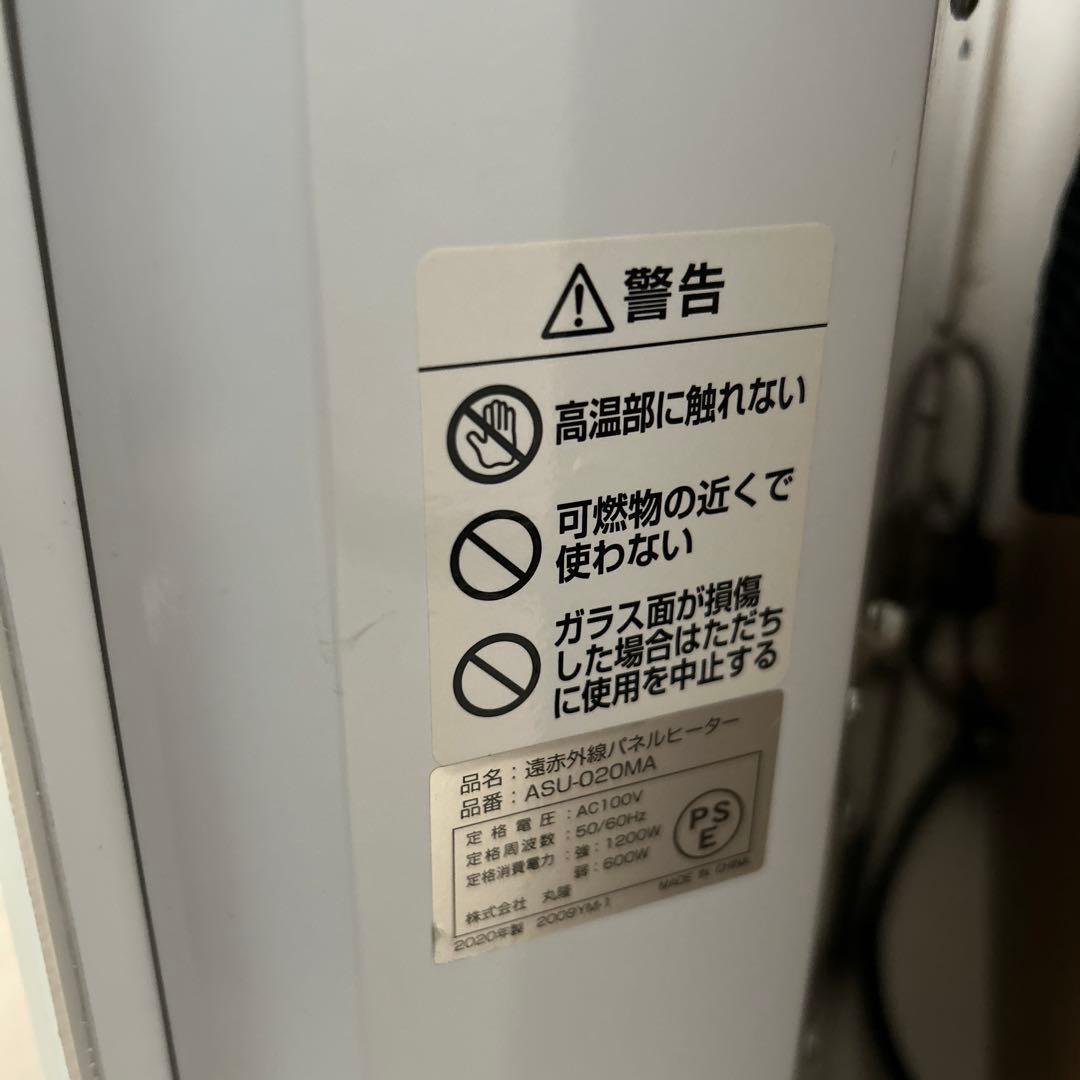 警告
高温部に触れない
可燃物の近くで
使わない
ガラス面が損傷
した場合はただち
に使用を中止する
品名：遠赤外線パネルヒーター
品番：ASU-020MA
定格電圧：AC100V
定格周波数：50/60Hz
定格消費電力：強：1200W
弱：600W
PS
E
株式会社 丸隆
MADE IN CHINA
2020年製 2009YM-1